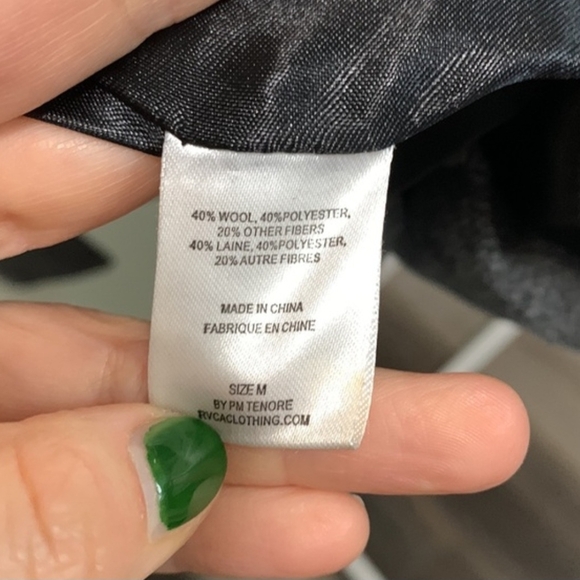 40% WOOL, 40%POLYESTER,
20% OTHER FIBERS
40% LAINE, 40%POLYESTER,
20% AUTRE FIBRES
MADE IN CHINA
FABRIQUE EN CHINE
SIZE M
BY PM TENORE
RVCACLOTHING.COM